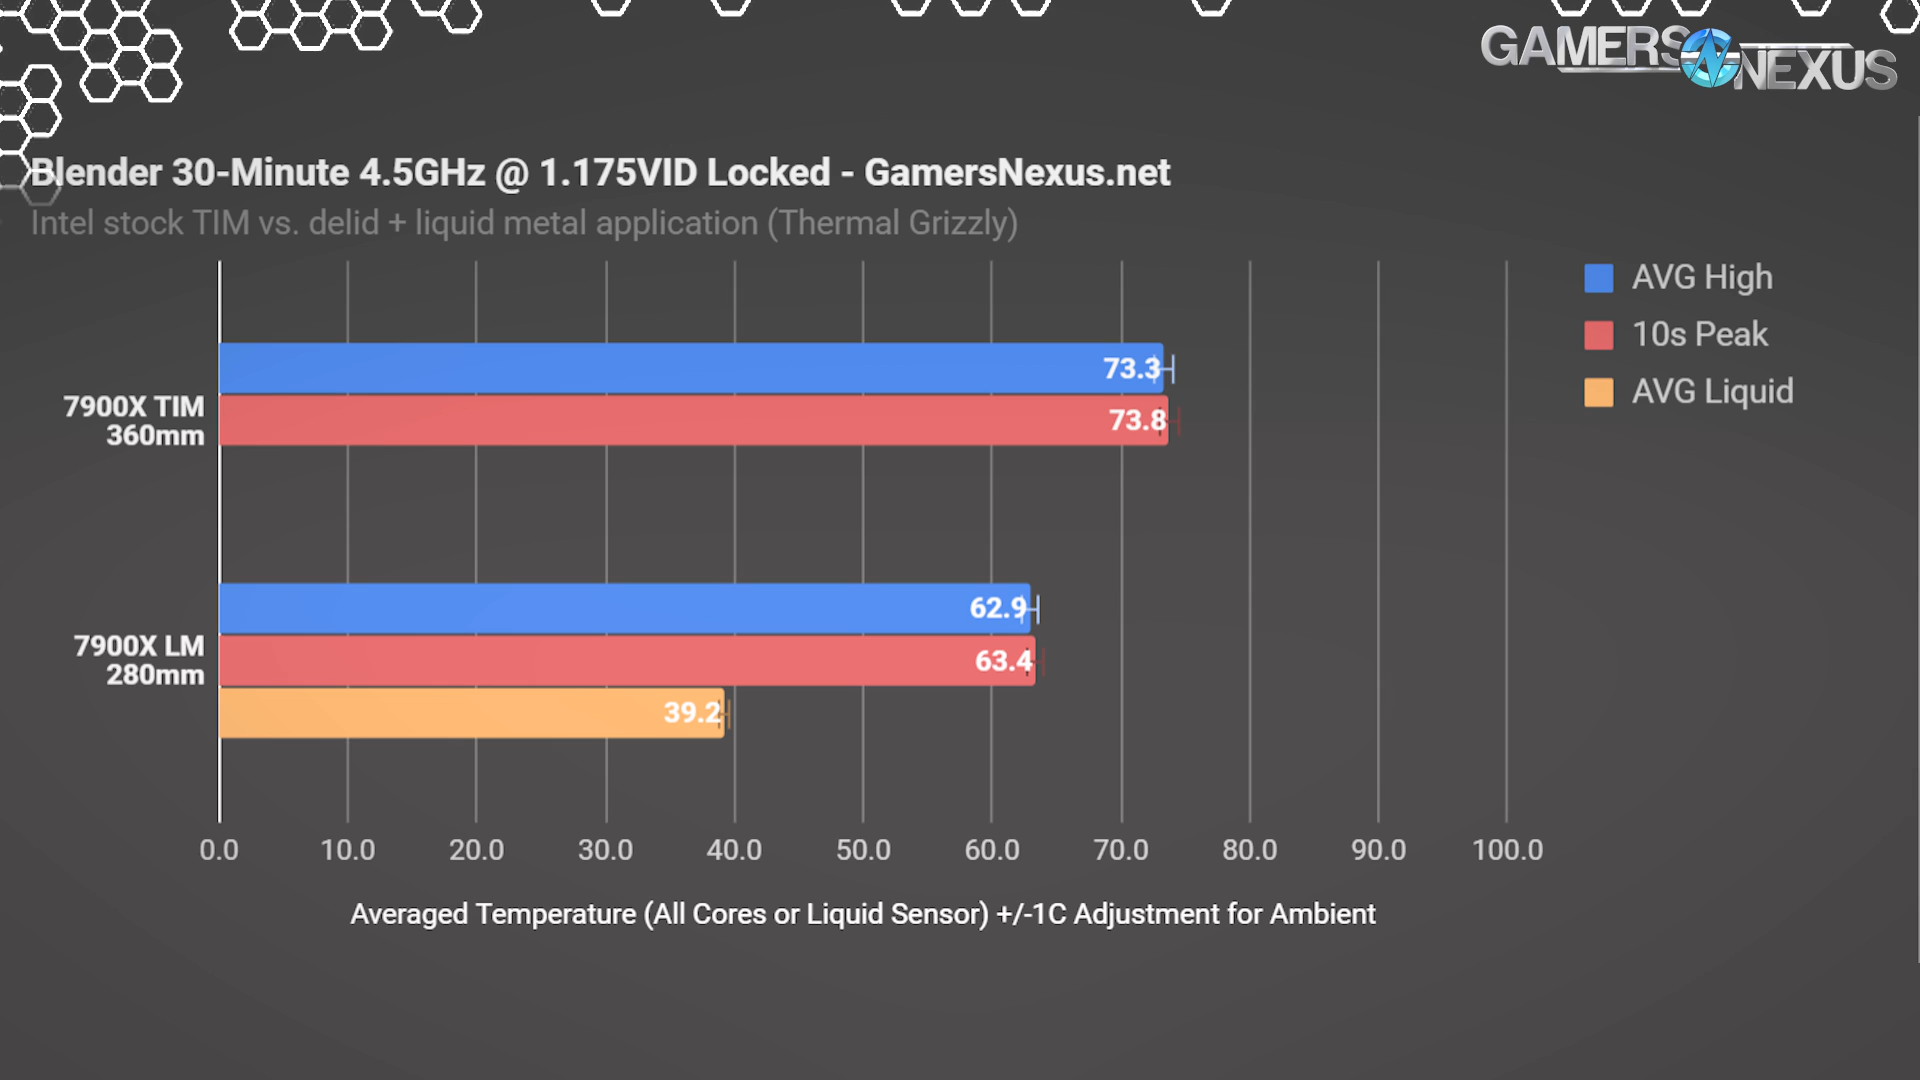 GAMERS NEXUS
Blender 30-Minute 4.5GHz @ 1.175VID Locked - GamersNexus.net
Intel stock TIM vs. delid + liquid metal application (Thermal Grizzly)
AVG High
10s Peak
AVG Liquid
7900X TIM
360mm
73.3
73.8
7900X LM
280mm
62.9
63.4
39.2
0.0 10.0 20.0 30.0 40.0 50.0 60.0 70.0 80.0 90.0 100.0
Averaged Temperature (All Cores or Liquid Sensor) +/-1C Adjustment for Ambient